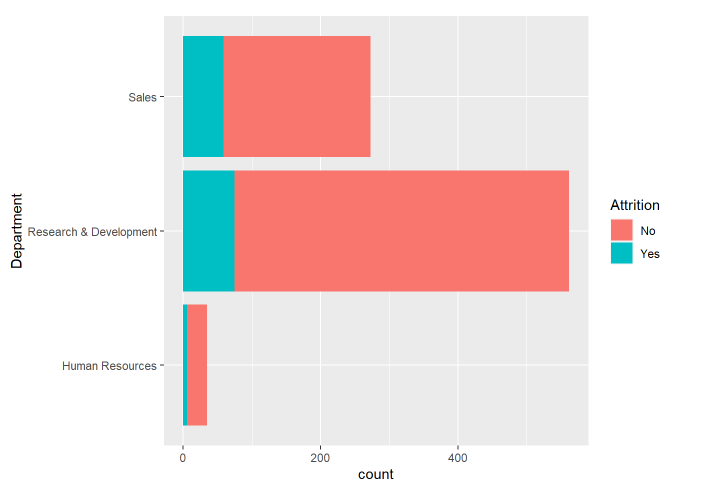 Sales
Research & Development
Human Resources
Department
0 200 400
count
Attrition
No
Yes